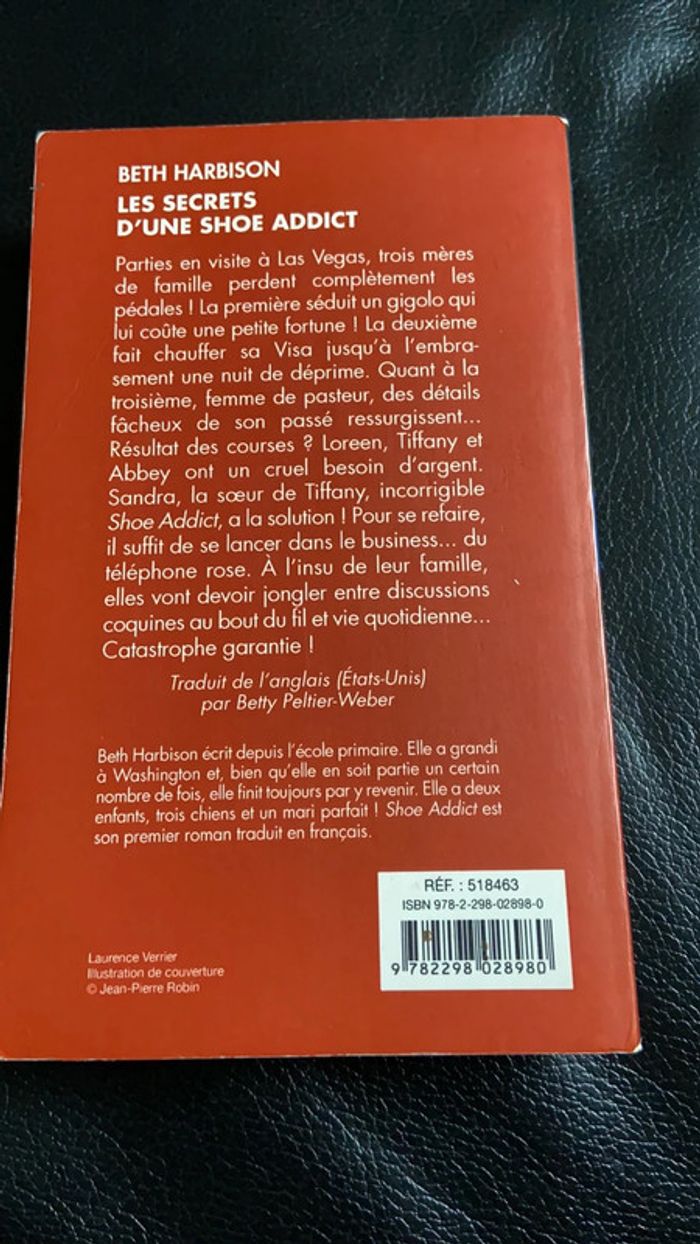 BETH HARBISON
LES SECRETS
D'UNE SHOE ADDICT
Parties en visite à Las Vegas, trois mères
de famille perdent complètement les
pédales ! La première séduit un gigolo qui
lui coûte une petite fortune ! La deuxième
fait chauffer sa Visa jusqu'à l'embra-
sement une nuit de déprime. Quant à la
troisième, femme de pasteur, des détails
fâcheux de son passé ressurgissent...
Résultat des courses ? Loreen, Tiffany et
Abbey ont un cruel besoin d'argent.
Sandra, la sœur de Tiffany, incorrigible
Shoe Addict, a la solution ! Pour se refaire,
il suffit de se lancer dans le business... du
téléphone rose. À l'insu de leur famille,
elles vont devoir jongler entre discussions
coquines au bout du fil et vie quotidienne...
Catastrophe garantie !
Traduit de l'anglais (États-Unis)
par Betty Peltier-Weber
Beth Harbison écrit depuis l'école primaire. Elle a grandi
à Washington et, bien qu'elle en soit partie un certain
nombre de fois, elle finit toujours par y revenir. Elle a deux
enfants, trois chiens et un mari parfait ! Shoe Addict est
son premier roman traduit en français.
RÉF. : 518463
ISBN 978-2-298-02898-0
9 782298 028980
Laurence Verrier
Illustration de couverture
© Jean-Pierre Robin